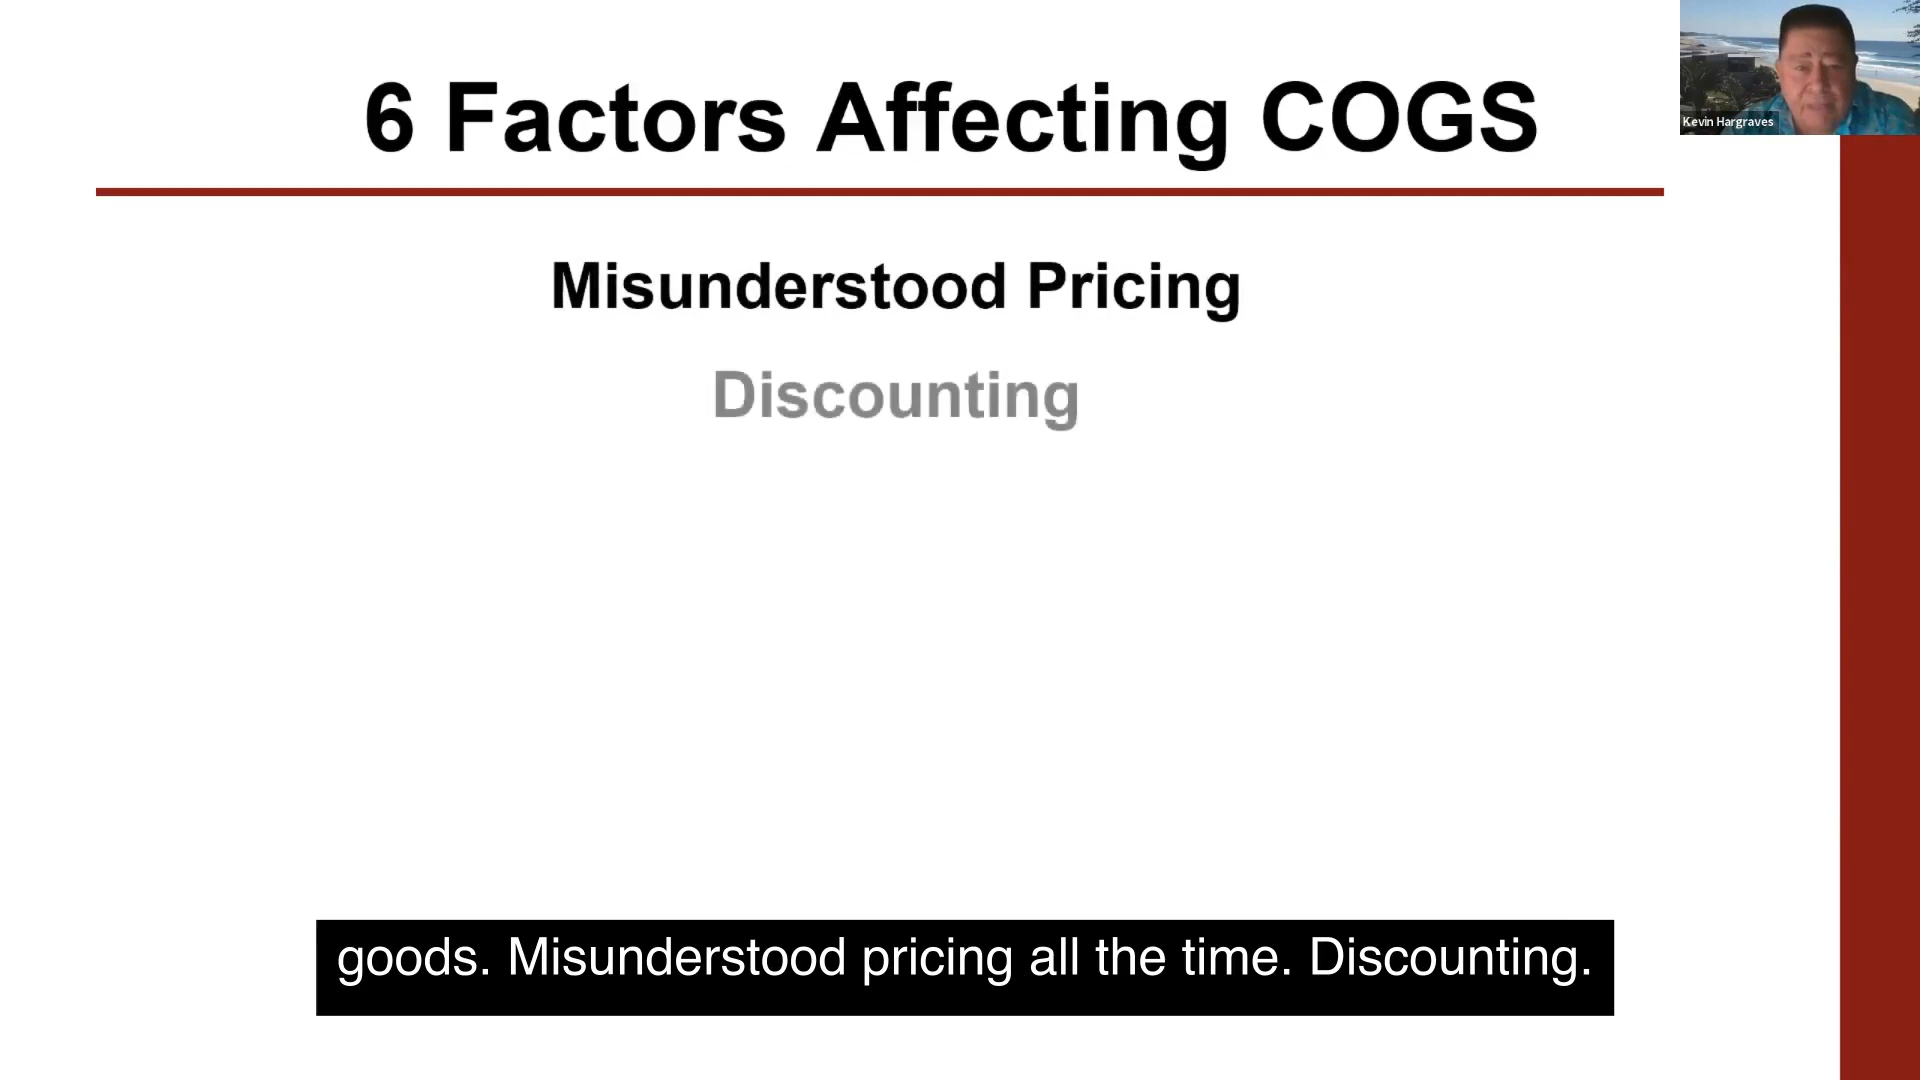 6 Factors Affecting COGS
Kevin Hargraves
Misunderstood Pricing
Discounting
goods. Misunderstood pricing all the time. Discounting.